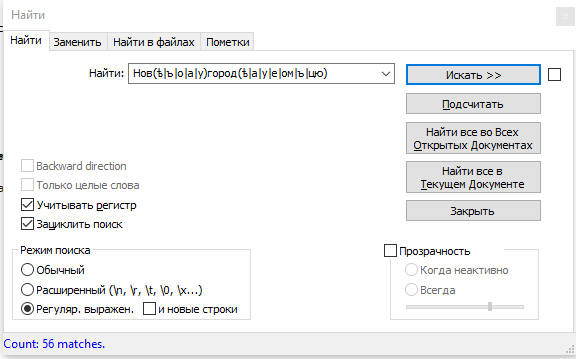 Найти
Найти Заменить Найти в файлах Пометки
Найти: Нов(ѣ|ъ|о|а|у)город(ѣ|а|у|е|ом|ъ|цю)
Искать >>
Подсчитать
Найти все во Всех
Открытых Документах
Найти все в
Текущем Документе
Закрыть
Backward direction
Только целые слова
Учитывать регистр
Зациклить поиск
Режим поиска
Обычный
Расширенный (\n, \r, \t, \0, \x...)
Регуляр. выражен. и новые строки
Прозрачность
Когда неактивно
Всегда
Count: 56 matches.